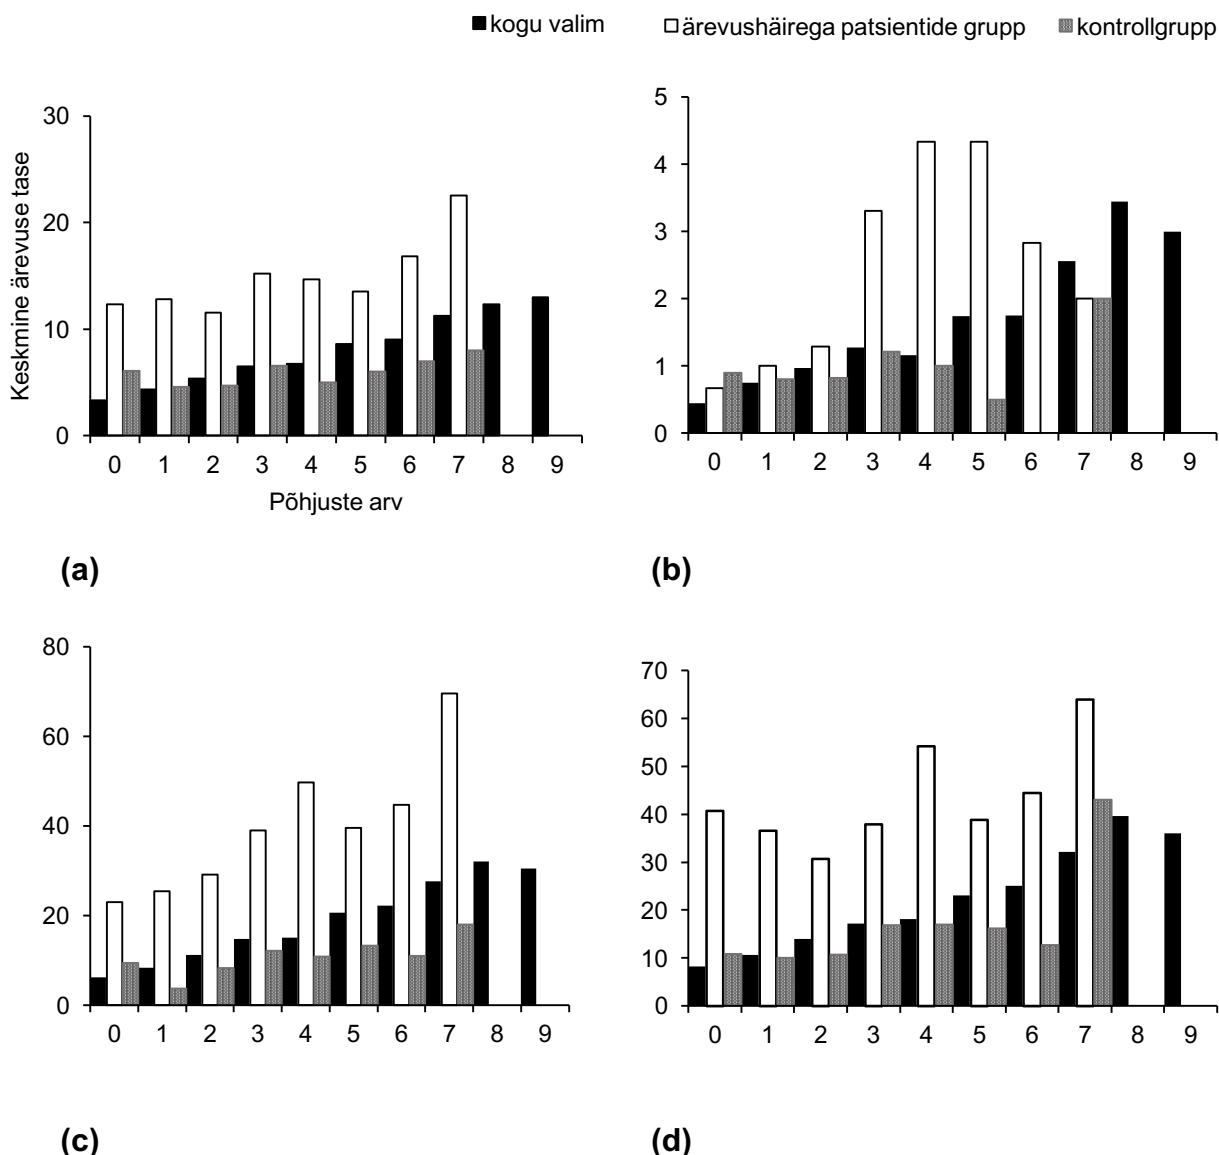 kogu valim ärevushäirega patsientide grupp kontrollgrupp
Keskmine ärevuse tase
30
20
10
0
0 1 2 3 4 5 6 7 8 9
Põhjuste arv
(a)
5
4
3
2
1
0
0 1 2 3 4 5 6 7 8 9
(b)
80
60
40
20
0
0 1 2 3 4 5 6 7 8 9
(c)
70
60
50
40
30
20
10
0
0 1 2 3 4 5 6 7 8 9
(d)